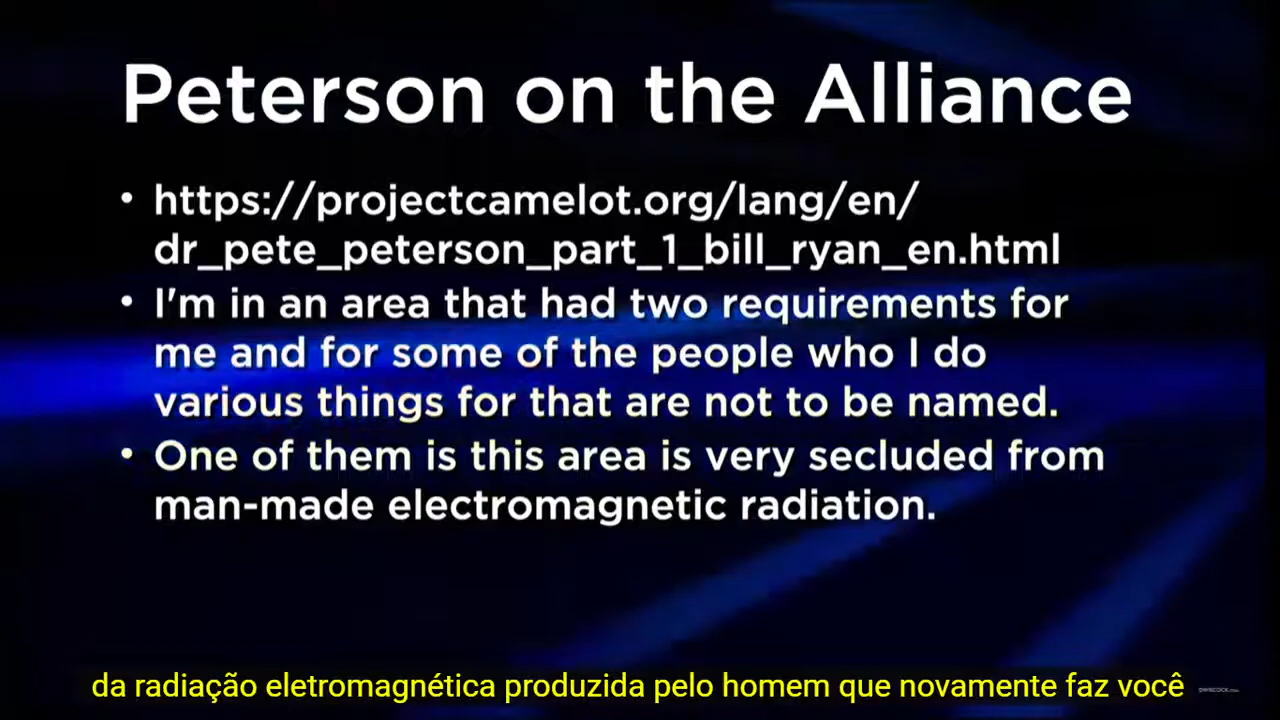 Peterson on the Alliance
• https://projectcamelot.org/lang/en/
dr_pete_peterson_part_1_bill_ryan_en.html
• I'm in an area that had two requirements for
me and for some of the people who I do
various things for that are not to be named.
• One of them is this area is very secluded from
man-made electromagnetic radiation.
da radiação eletromagnética produzida pelo homem que novamente faz você